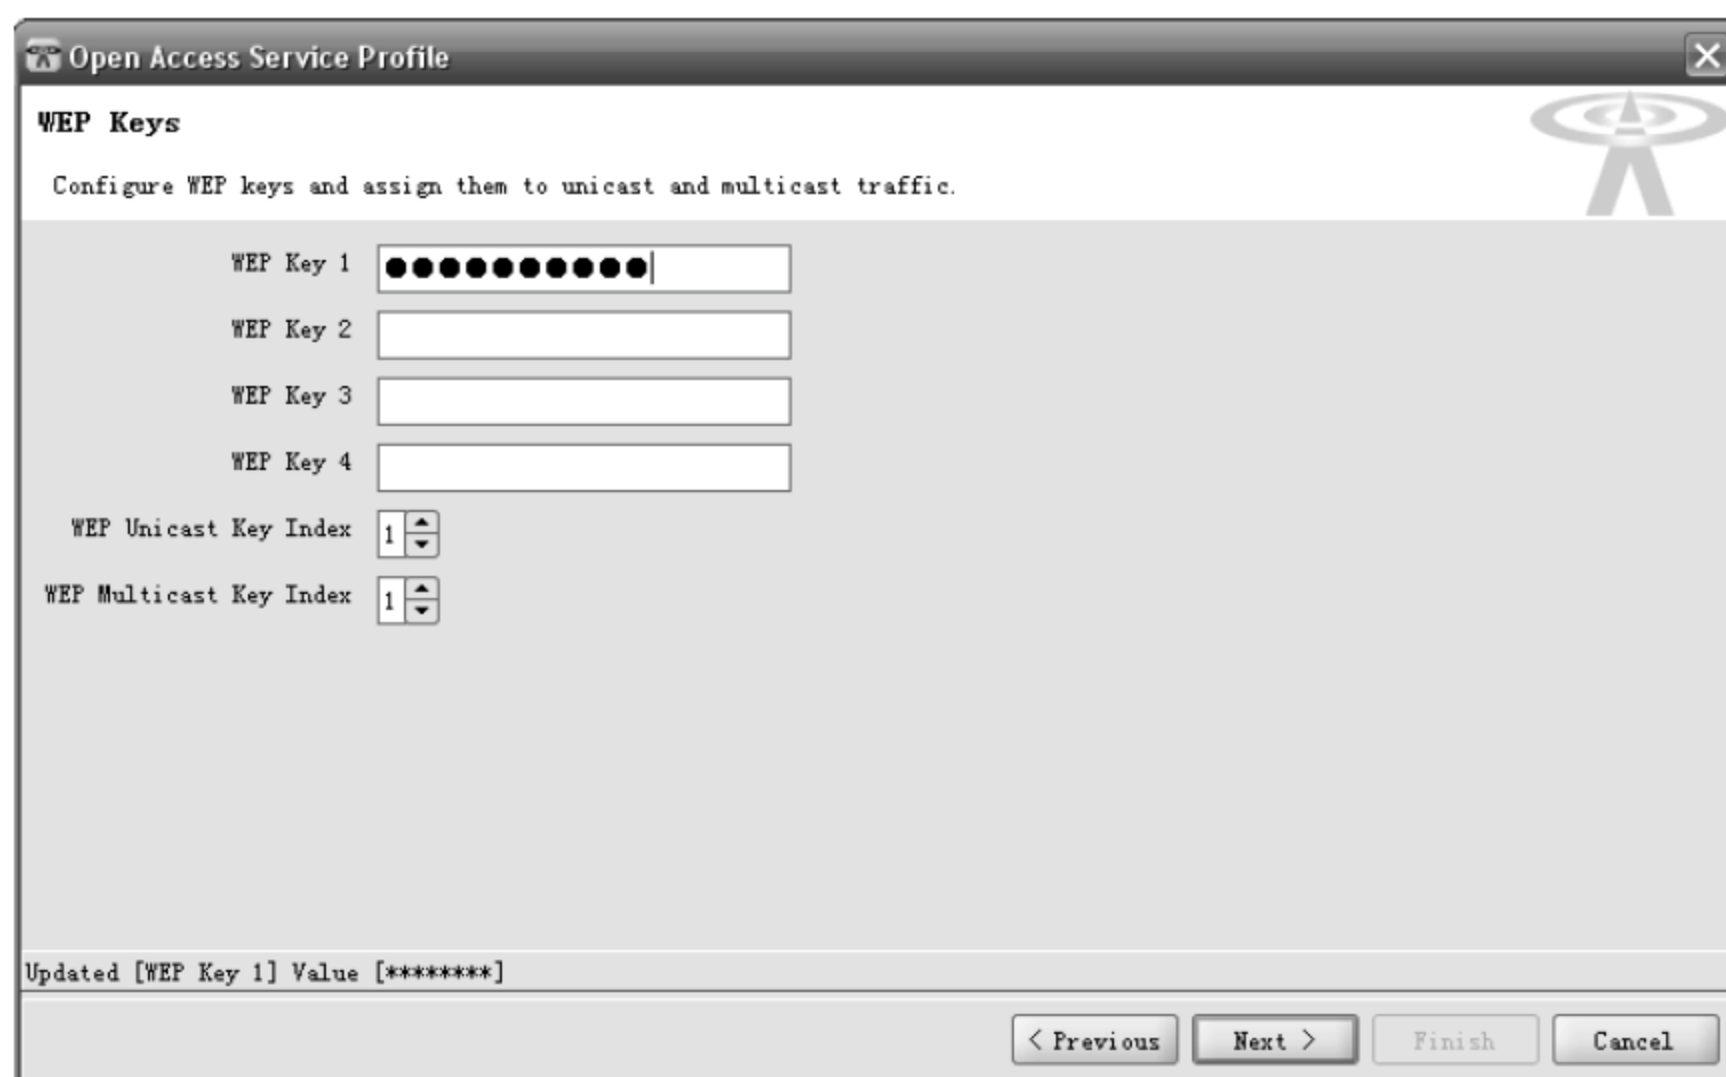 Open Access Service Profile
WEP Keys
Configure WEP keys and assign them to unicast and multicast traffic.
WEP Key 1 ●●●●●●●●●●
WEP Key 2
WEP Key 3
WEP Key 4
WEP Unicast Key Index 1
WEP Multicast Key Index 1
Updated [WEP Key 1] Value [********]
< Previous Next > Finish Cancel